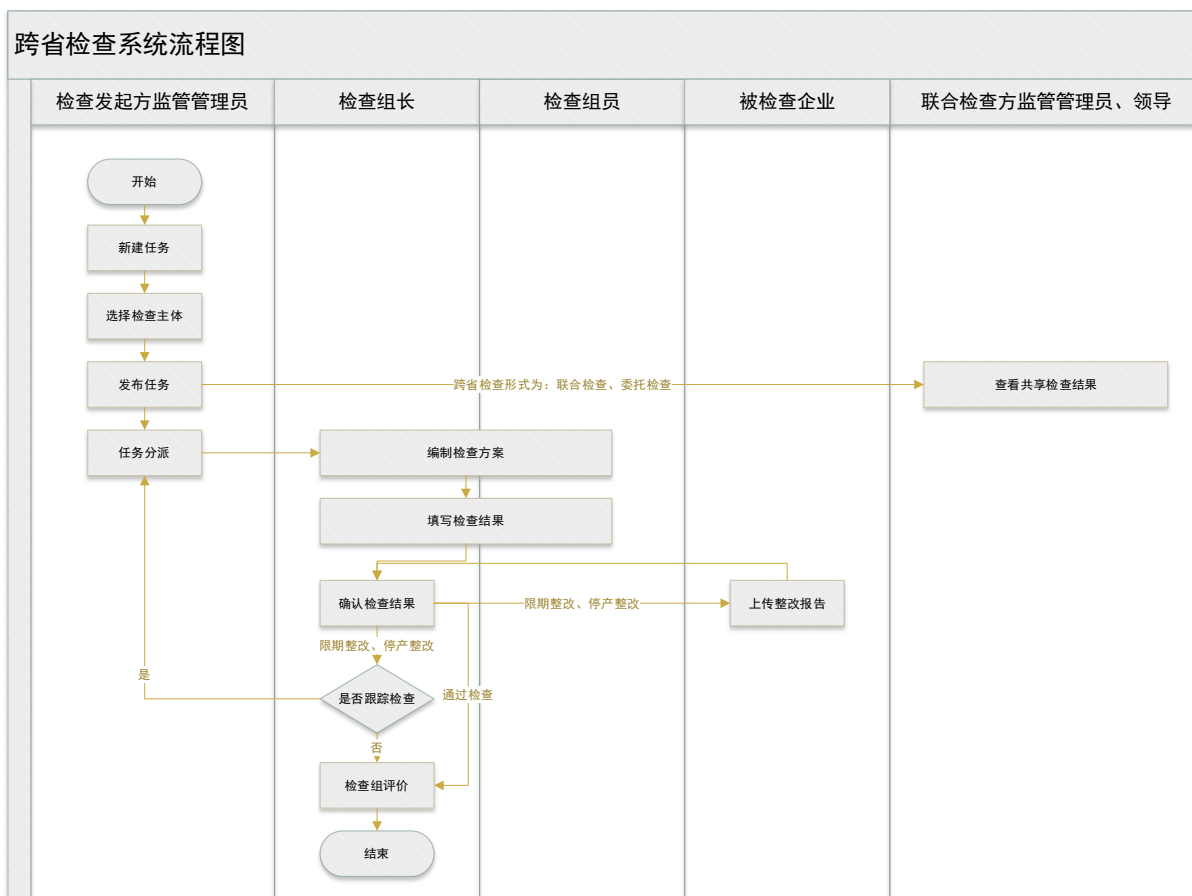 跨省检查系统流程图
检查发起方监管管理员
检查组长
检查组员
被检查企业
联合检查方监管管理员、领导
开始
新建任务
选择检查主体
发布任务
跨省检查形式为：联合检查、委托检查
查看共享检查结果
任务分派
编制检查方案
填写检查结果
确认检查结果
限期整改、停产整改
上传整改报告
限期整改、停产整改
是
是否跟踪检查
通过检查
否
检查组评价
结束